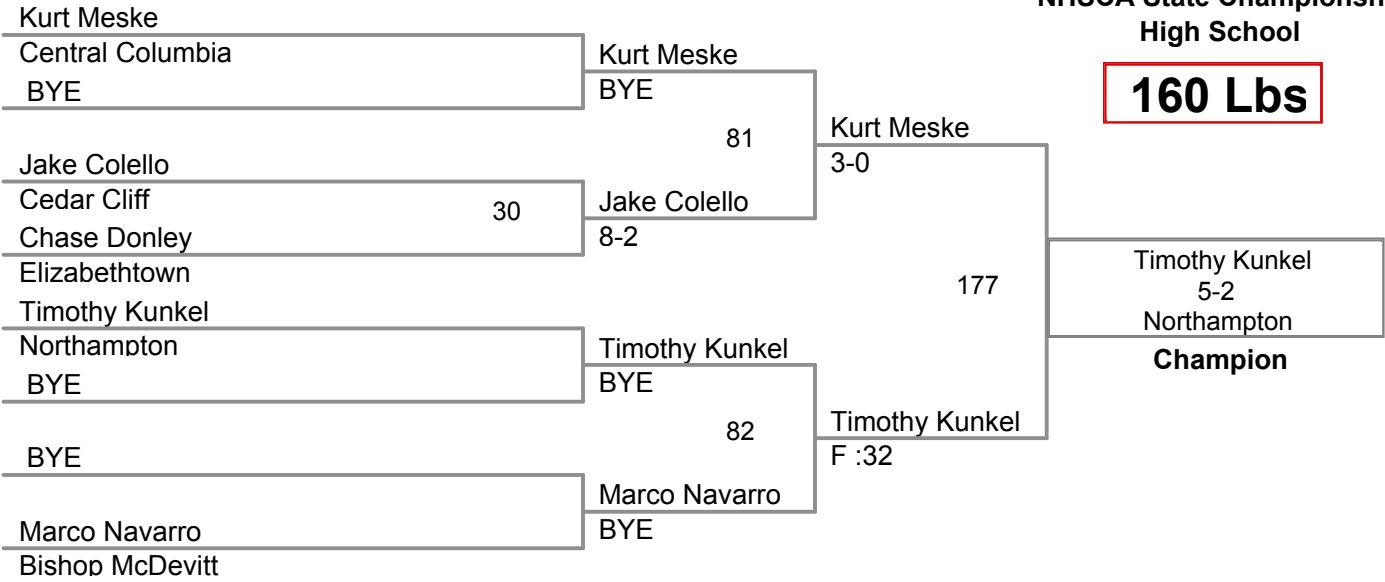 NHSCA State Championsh
High School
160 Lbs
Kurt Meske
Central Columbia
BYE
Jake Colello
Cedar Cliff
30
Chase Donley
Elizabethtown
Timothy Kunkel
Northampton
BYE
BYE
Marco Navarro
Bishop McDevitt
Kurt Meske
BYE
81
Jake Colello
8-2
Timothy Kunkel
BYE
82
Marco Navarro
BYE
Kurt Meske
3-0
177
Timothy Kunkel
F :32
Timothy Kunkel
5-2
Northampton
Champion